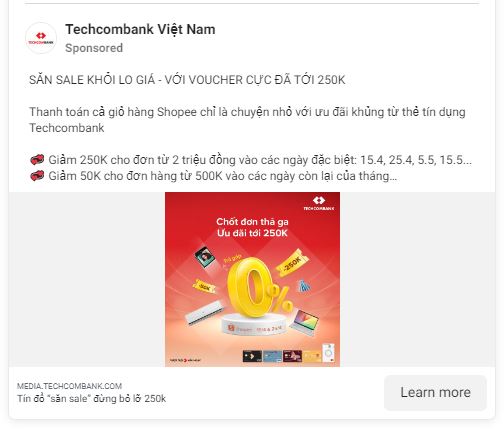 Techcombank Việt Nam
Sponsored
SĂN SALE KHỎI LO GIÁ - VỚI VOUCHER CỰC ĐÃ TỚI 250K
Thanh toán cả giỏ hàng Shopee chỉ là chuyện nhỏ với ưu đãi khủng từ thẻ tín dụng
Techcombank
Giảm 250K cho đơn từ 2 triệu đồng vào các ngày đặc biệt: 15.4, 25.4, 5.5, 15.5...
Giảm 50K cho đơn hàng từ 500K vào các ngày còn lại của tháng...
TECHCOMBANK
Chốt đơn thả ga
Ưu đãi tới 250K
Trả góp
-250K
-50K
0%
Shopee
MEDIA.TECHCOMBANK.COM
Tín đồ “săn sale” đừng bỏ lỡ 250k
Learn more